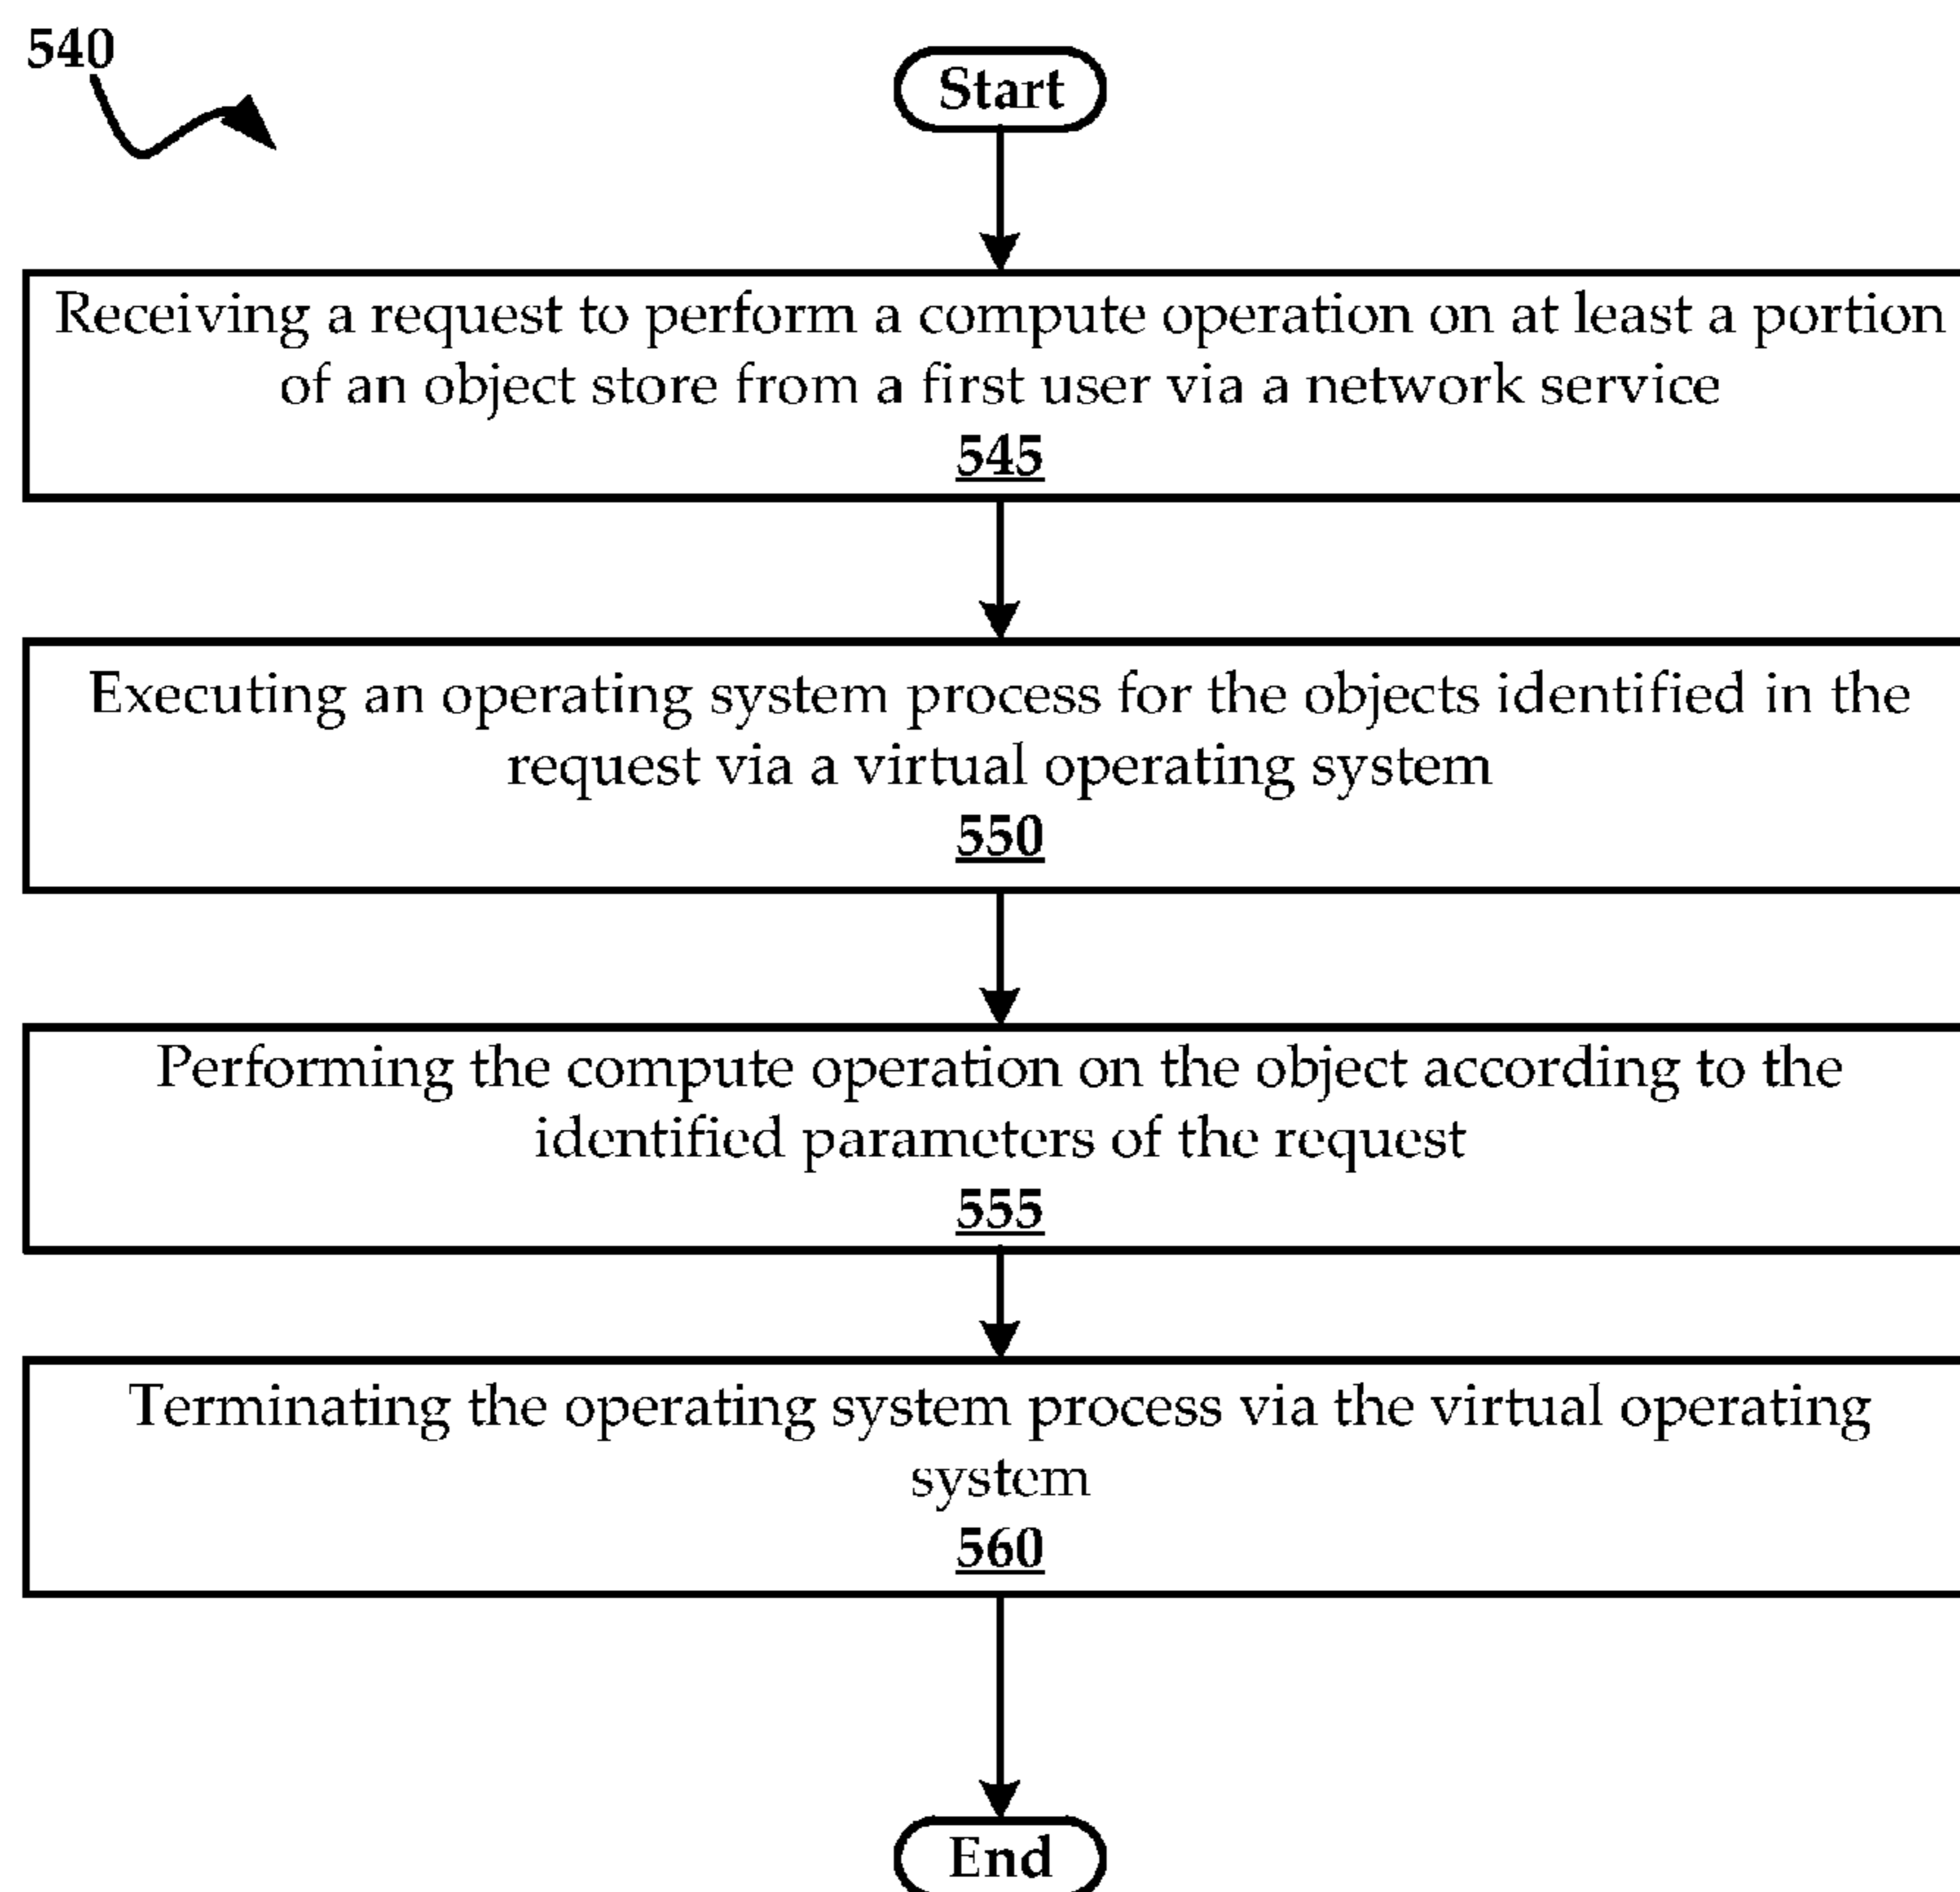 540
Start
Receiving a request to perform a compute operation on at least a portion
of an object store from a first user via a network service
545
Executing an operating system process for the objects identified in the
request via a virtual operating system
550
Performing the compute operation on the object according to the
identified parameters of the request
555
Terminating the operating system process via the virtual operating
system
560
End